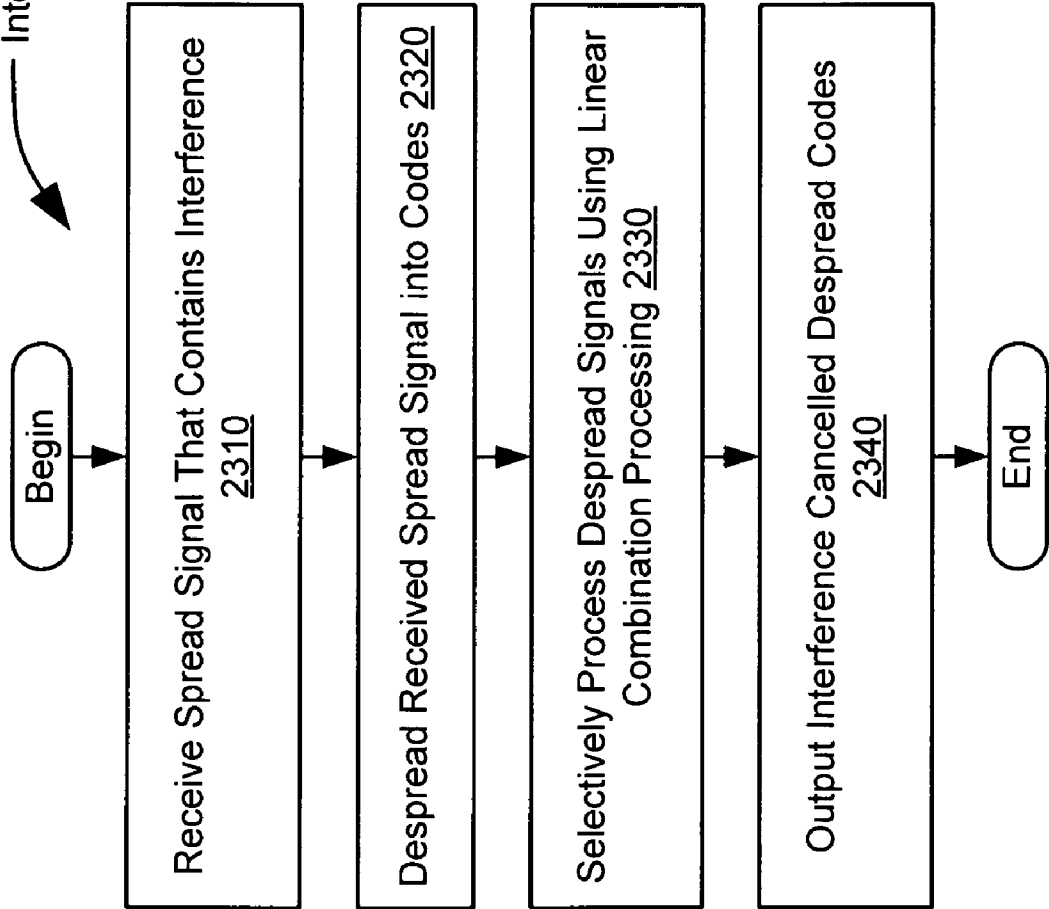 Begin
Receive Spread Signal That Contains Interference
2310
Despread Received Spread Signal into Codes 2320
Selectively Process Despread Signals Using Linear
Combination Processing 2330
Output Interference Cancelled Despread Codes
2340
End